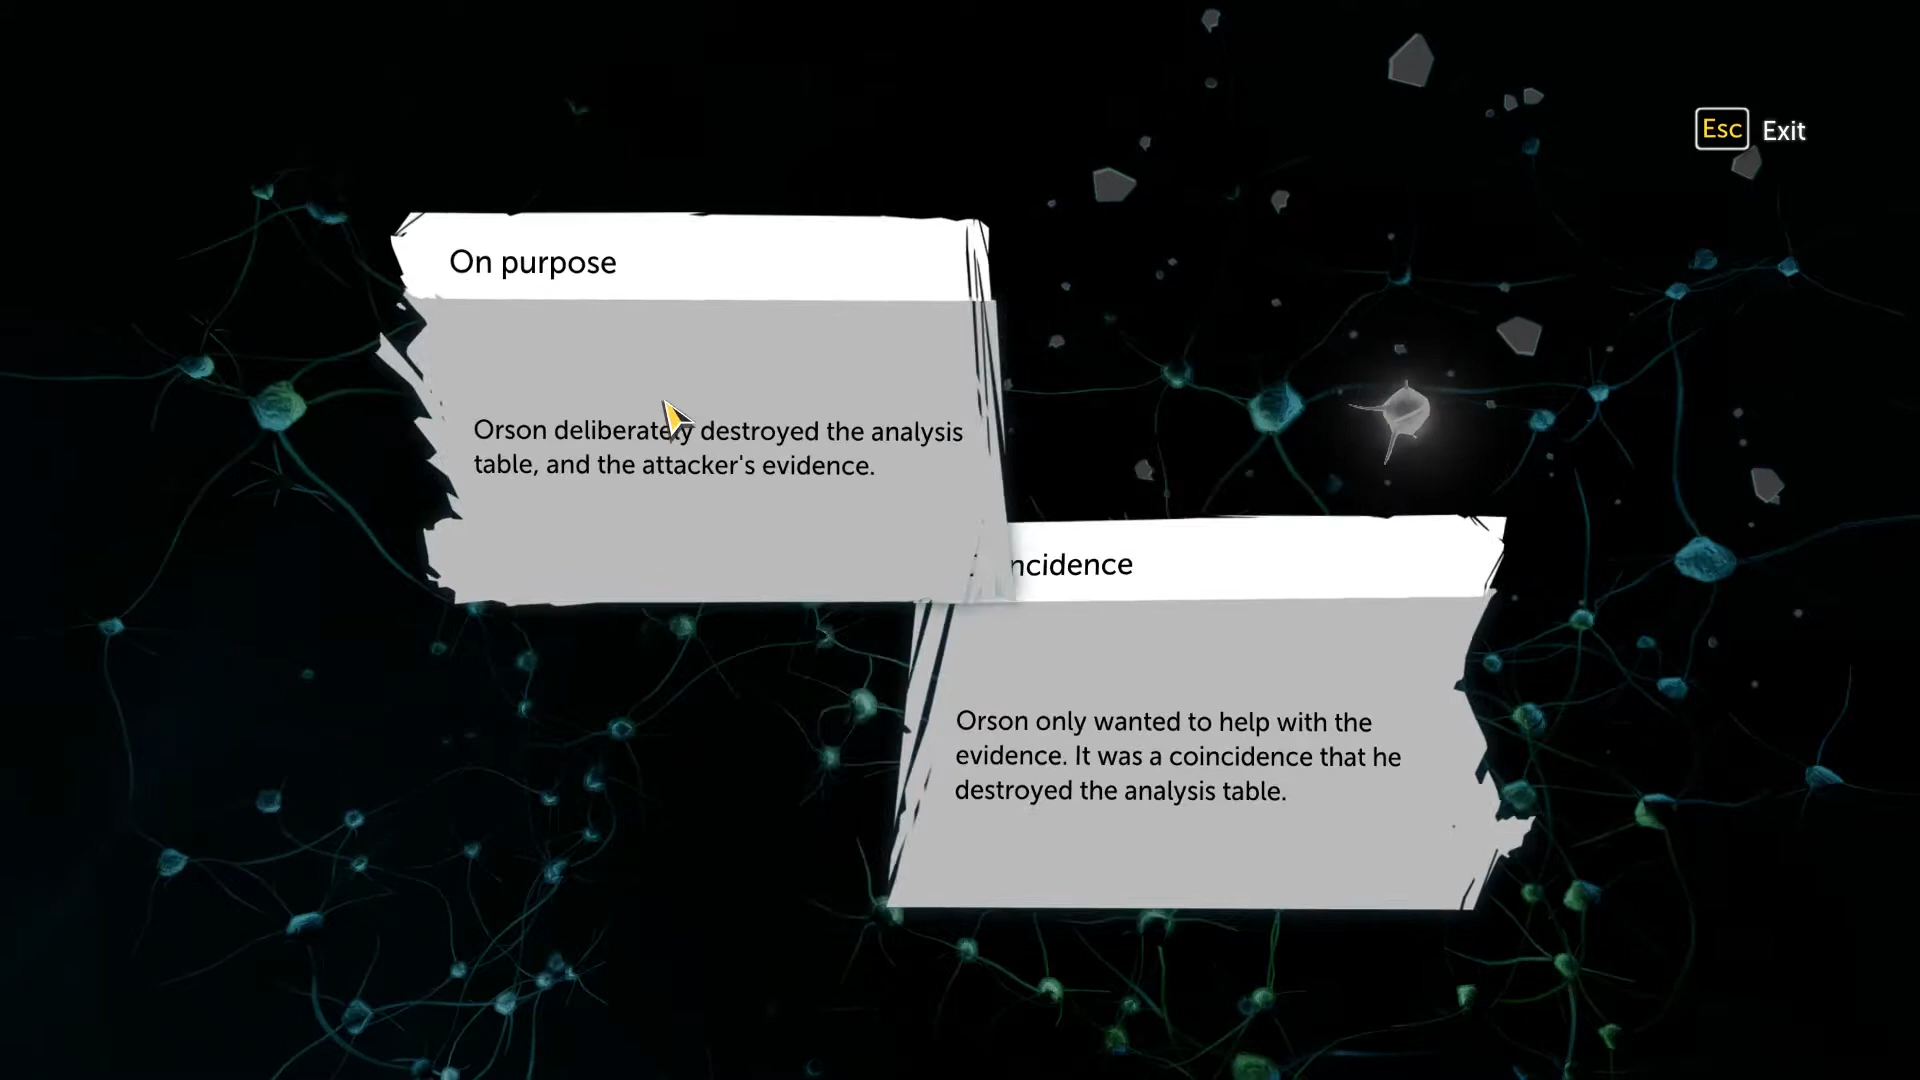 Esc Exit
On purpose
Orson deliberately destroyed the analysis
table, and the attacker's evidence.
ncidence
Orson only wanted to help with the
evidence. It was a coincidence that he
destroyed the analysis table.